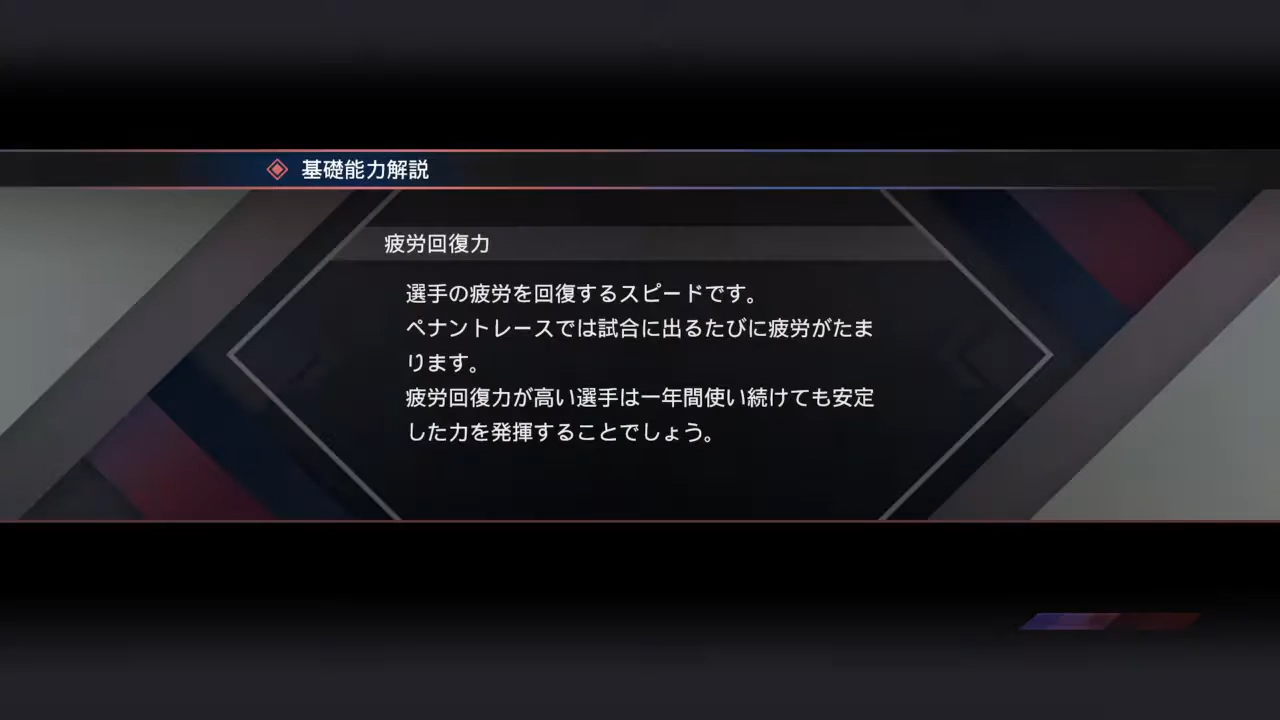 基礎能力解説
疲労回復力
選手の疲労を回復するスピードです。
ペナントレースでは試合に出るたびに疲労がたま
ります。
疲労回復力が高い選手は一年間使い続けても安定
した力を発揮することでしょう。